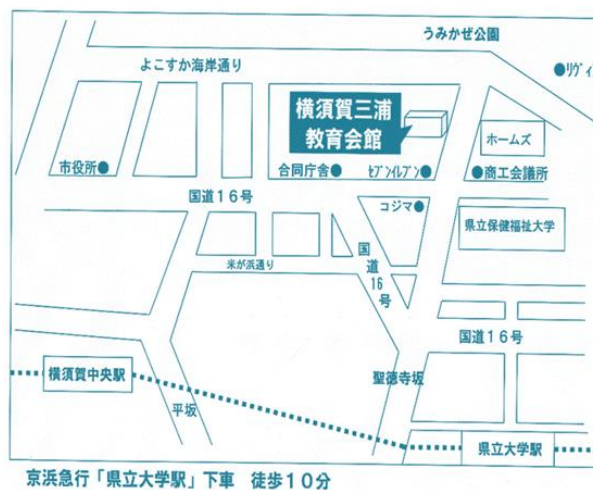 うみかぜ公園
よこすか海岸通り
●ﾘｳﾞｨ
横須賀三浦
教育会館
ホームズ
市役所●
合同庁舎●
ｾﾌﾞﾝｲﾚﾌﾞﾝ●
●商工会議所
国道16号
コジマ●
県立保健福祉大学
米が浜通り
国道16号
国道16号
横須賀中央駅
聖徳寺坂
平坂
県立大学駅
京浜急行「県立大学駅」下車　徒歩10分